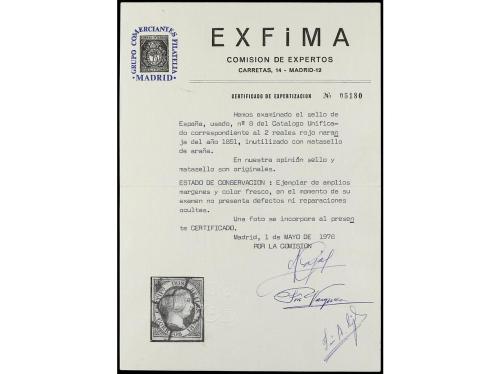 GRUPO COMERCIANTES FILATELIA
• MADRID •
EXFiMA
COMISION DE EXPERTOS
CARRETAS, 14 - MADRID-12
CERTIFICADO DE EXPERTIZACION Nº 05180
Hemos examinado el sello de
España, usado, nº 8 del Catalogo Unifica-
do correspondiente al 2 reales rojo naran
ja del año 1851, inutilizado con matasello
de araña.
En nuestra opinión sello y
matasello son originales.
ESTADO DE CONSERVACION : Ejemplar de amplios
margenes y color fresco, en el momento de su
examen no presenta defectos ni reparaciones
ocultas.
Una foto se incorpora al presen
te CERTIFICADO.
Madrid, 1 de MAYO DE 1976
POR LA COMISION